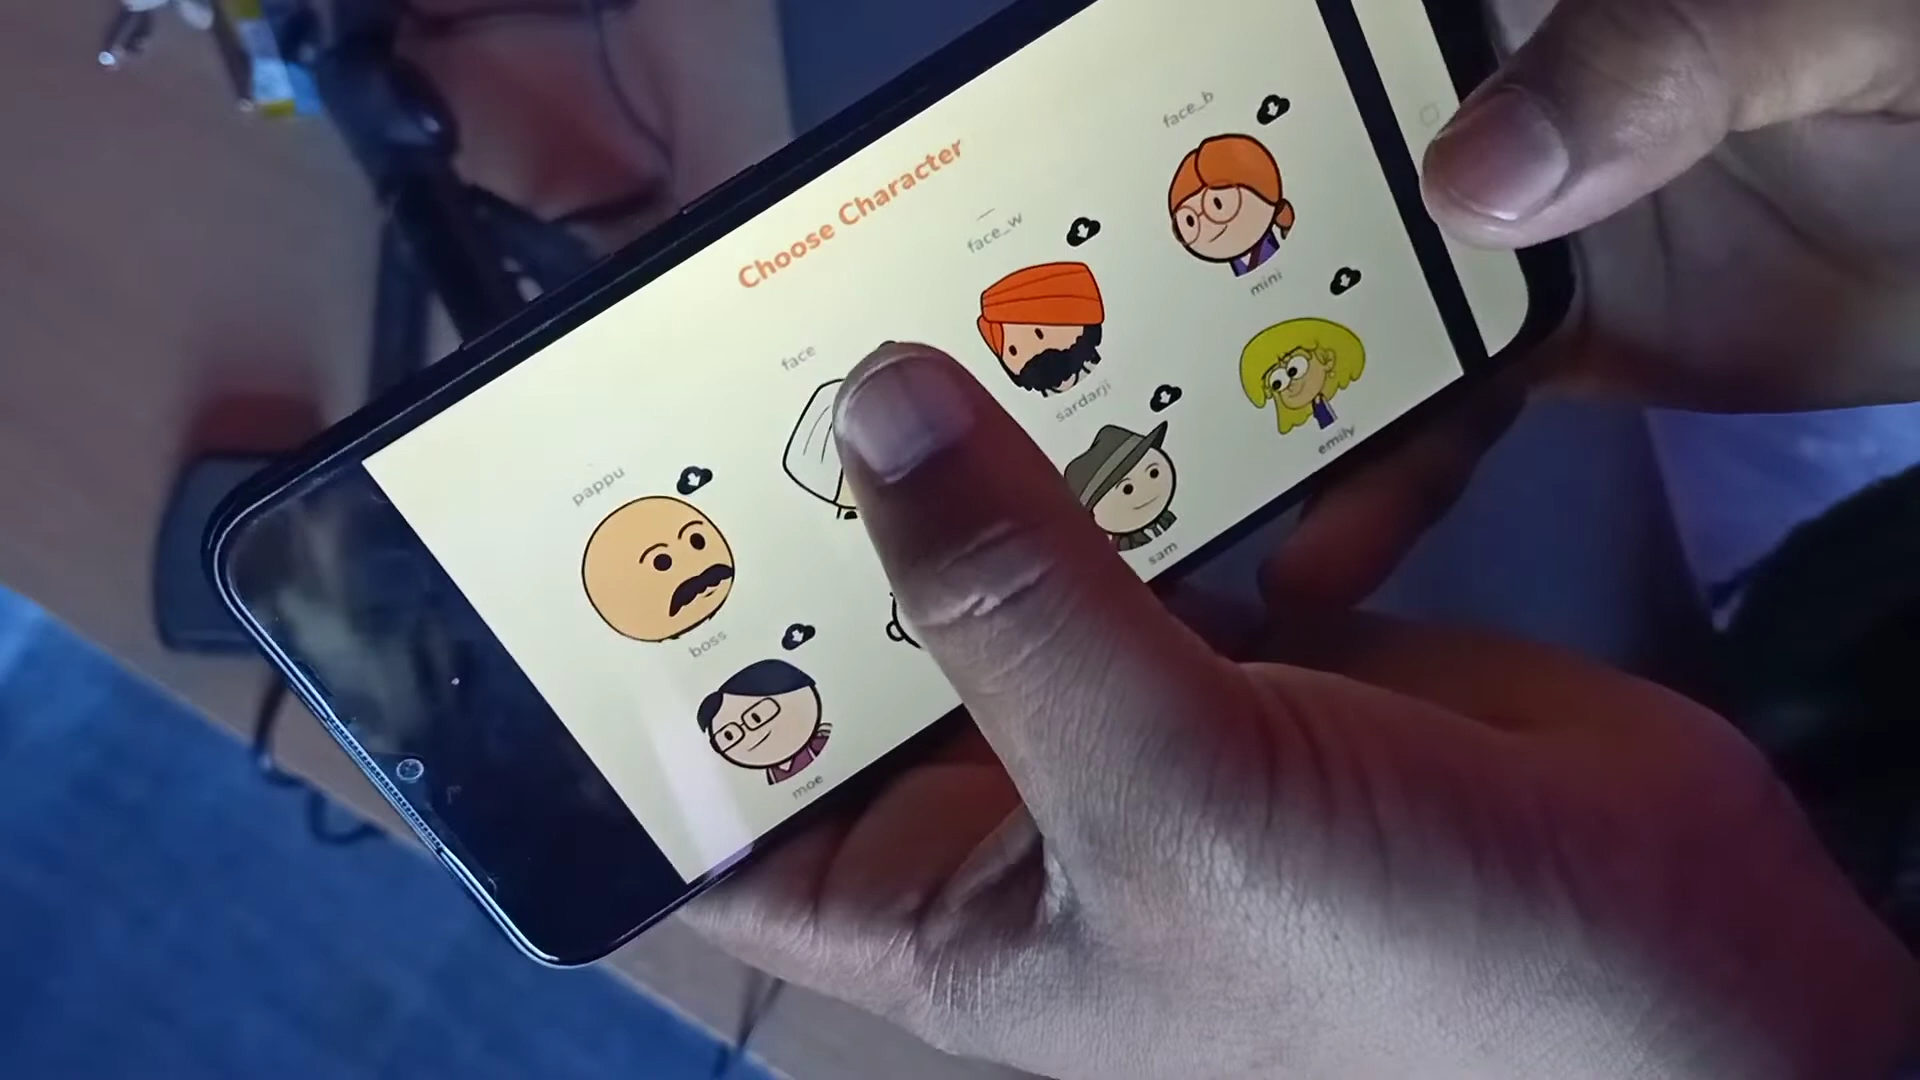 Choose Character
pappu
face
face_w
face_b
boss
sardarji
mini
moe
sam
emily